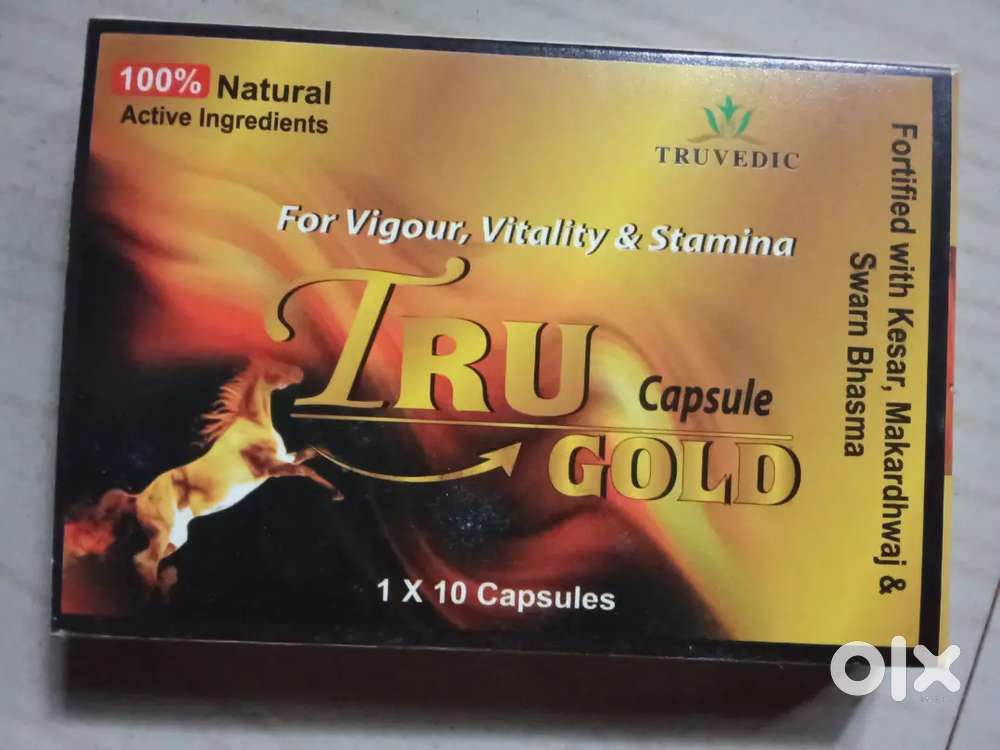 100% Natural
Active Ingredients
TRUVEDIC
For Vigour, Vitality & Stamina
TRU
Capsule
GOLD
1 X 10 Capsules
Fortified with Kesar, Makardhwaj &
Swarn Bhasma
olx